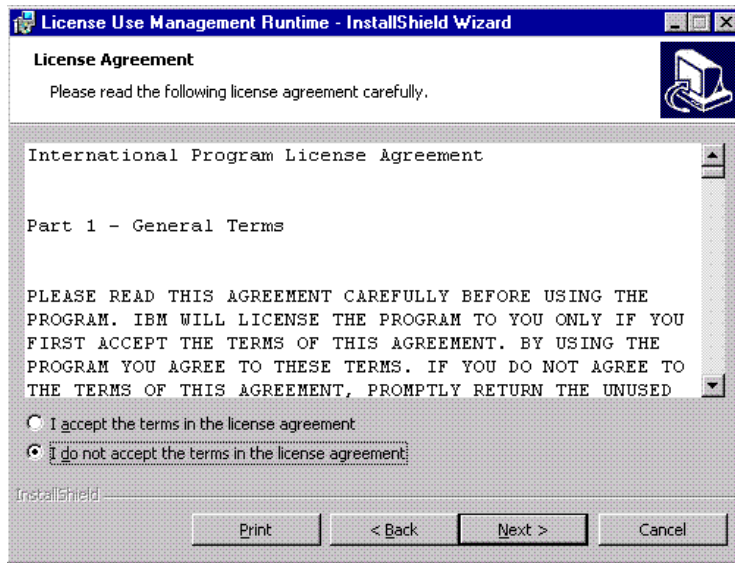 License Use Management Runtime - InstallShield Wizard
License Agreement
Please read the following license agreement carefully.
International Program License Agreement
Part 1 - General Terms
PLEASE READ THIS AGREEMENT CAREFULLY BEFORE USING THE
PROGRAM. IBM WILL LICENSE THE PROGRAM TO YOU ONLY IF YOU
FIRST ACCEPT THE TERMS OF THIS AGREEMENT. BY USING THE
PROGRAM YOU AGREE TO THESE TERMS. IF YOU DO NOT AGREE TO
THE TERMS OF THIS AGREEMENT, PROMPTLY RETURN THE UNUSED
I accept the terms in the license agreement
I do not accept the terms in the license agreement
InstallShield
Print < Back Next > Cancel